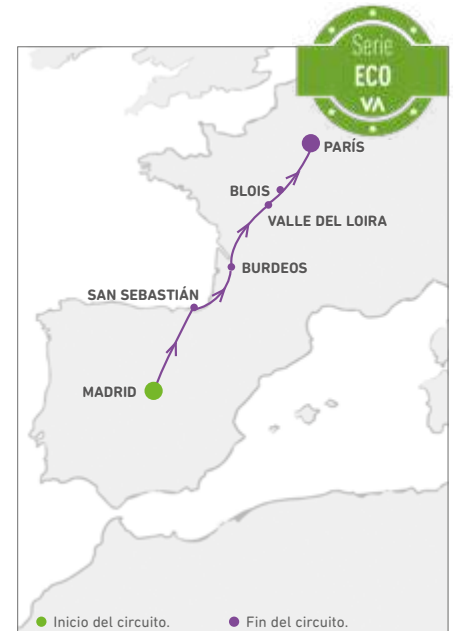 Serie
ECO
VA
PARÍS
BLOIS
VALLE DEL LOIRA
BURDEOS
SAN SEBASTIÁN
MADRID
Inicio del circuito.
Fin del circuito.